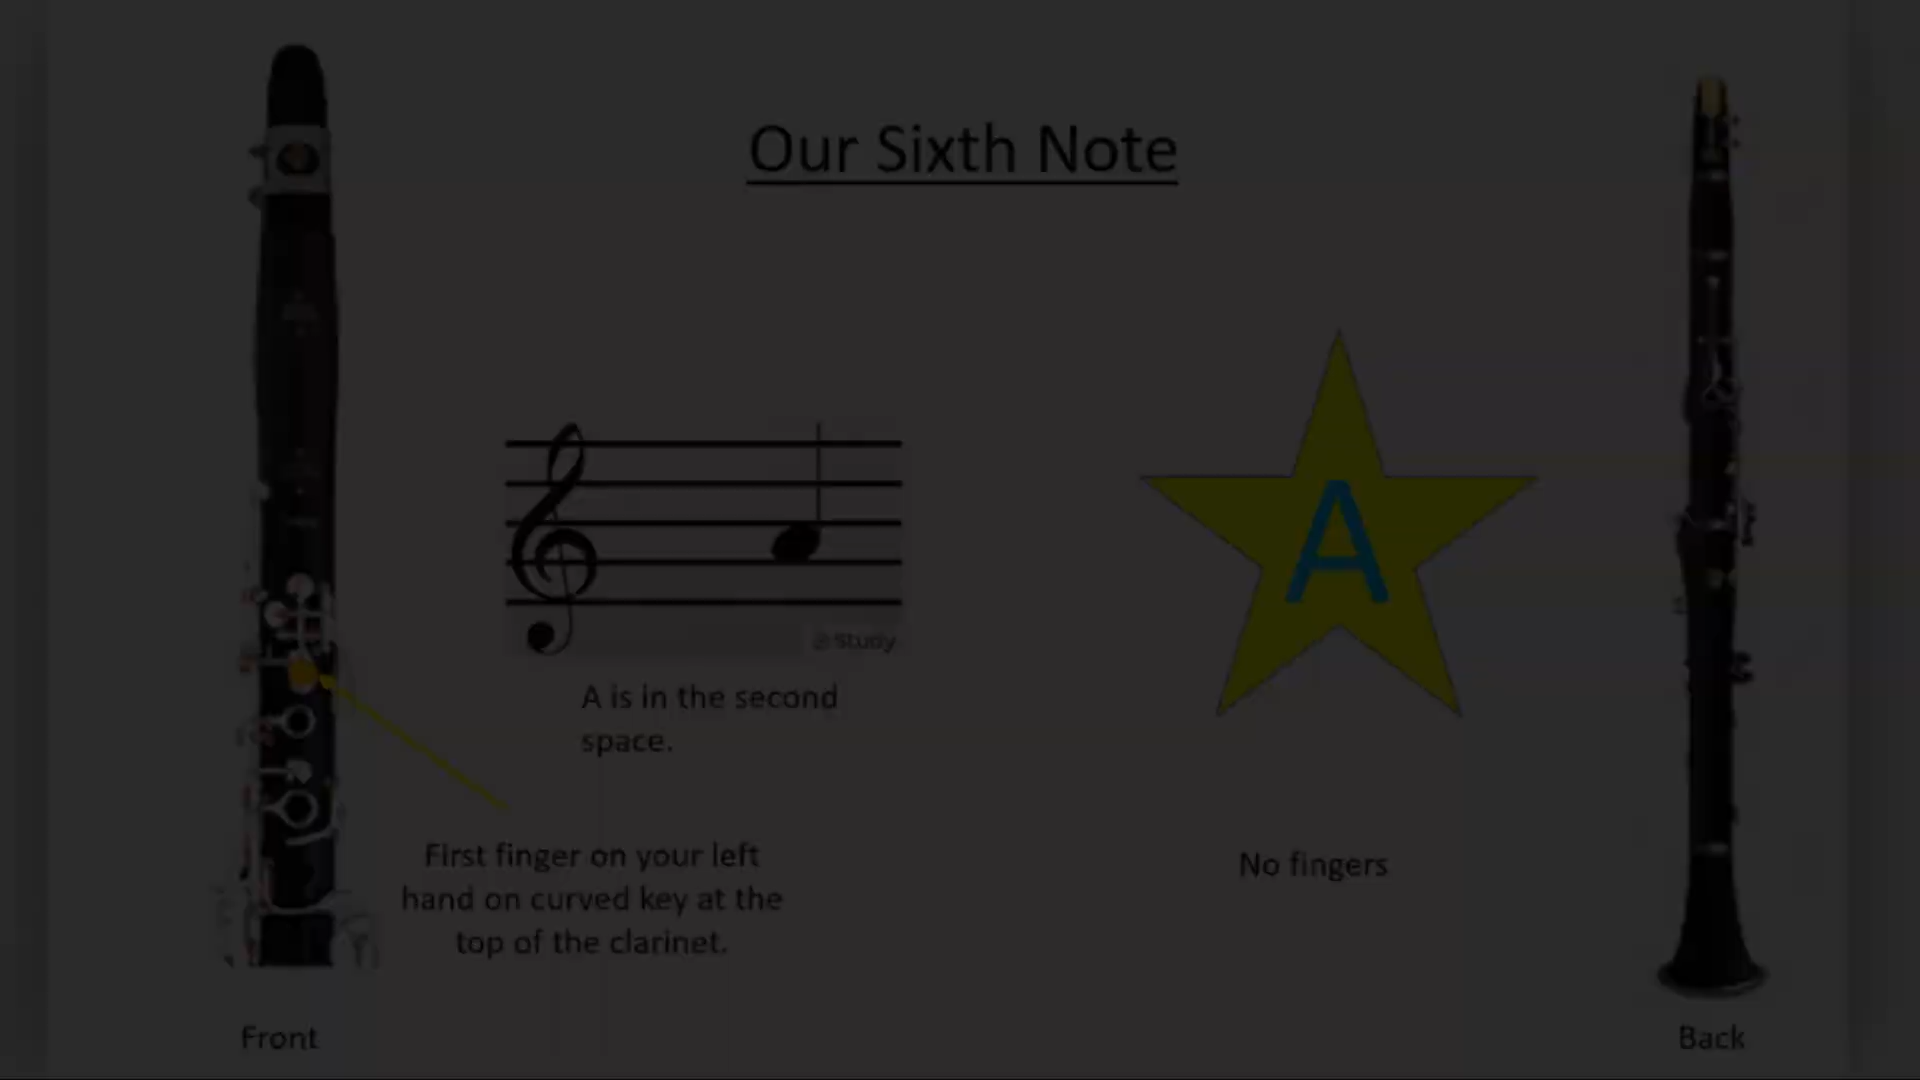 Our Sixth Note
A
Study
A is in the second
space.
First finger on your left
hand on curved key at the
top of the clarinet.
No fingers
Front
Back